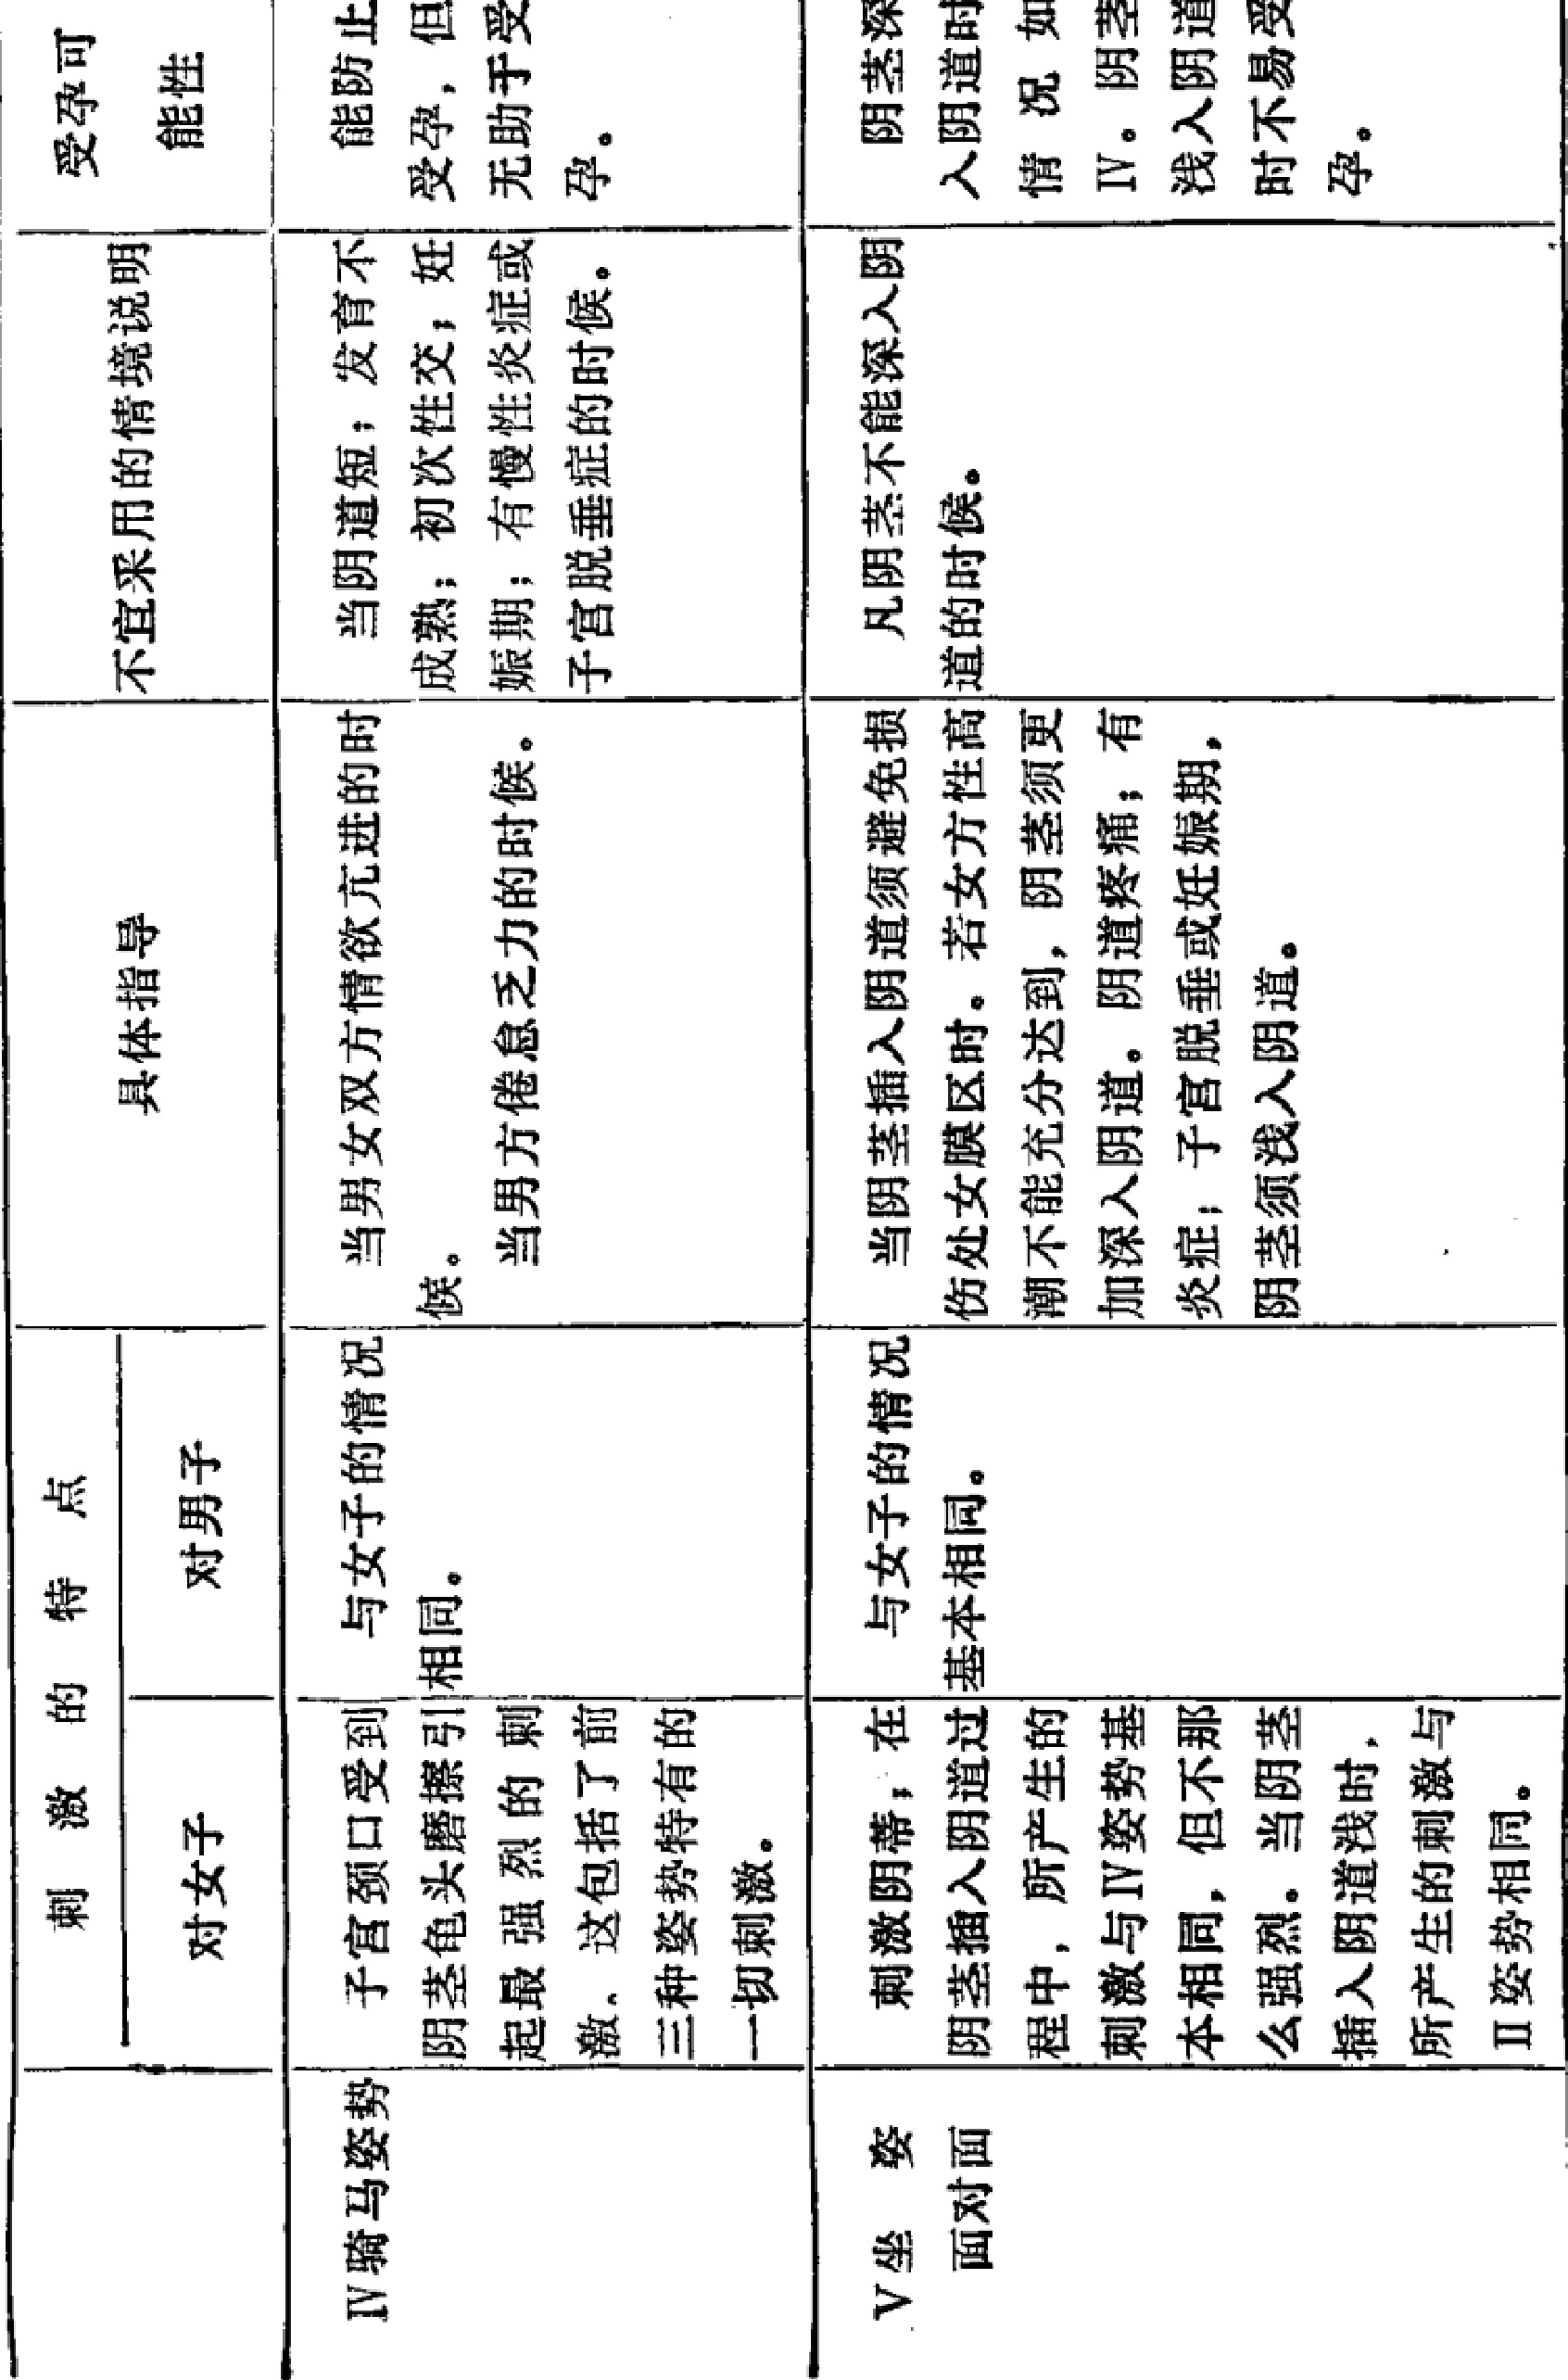 刺激的特点
对女子
对男子
具体指导
不宜采用的情境说明
受孕可
能性
IV骑马姿势
子宫颈口受到
阴茎龟头磨擦引
起最强烈的刺
激、这包括了前
三种姿势特有的
一切刺激。
与女子的情况
相同。
当男女双方情欲亢进的时
候。
当男方倦怠乏力的时候。
当阴道短；发育不
成熟；初次性交；妊
娠期；有慢性炎症或
子宫脱垂症的时候。
能防止
受孕，但
无助于受
孕。
V坐姿
面对面
刺激阴蒂；在
阴茎插入阴道过
程中，所产生的
刺激与IV姿势基
本相同，但不那
么强烈。当阴茎
插入阴道浅时，
所产生的刺激与
II姿势相同。
与女子的情况
基本相同。
当阴茎插入阴道须避免损
伤处女膜区时。若女方性高
潮不能充分达到，阴茎须更
加深入阴道。阴道疼痛；有
炎症；子宫脱垂或妊娠期，
阴茎须浅入阴道。
凡阴茎不能深入阴
道的时候。
阴茎深
入阴道时
情况如
IV。阴茎
浅入阴道
时不易受
孕。